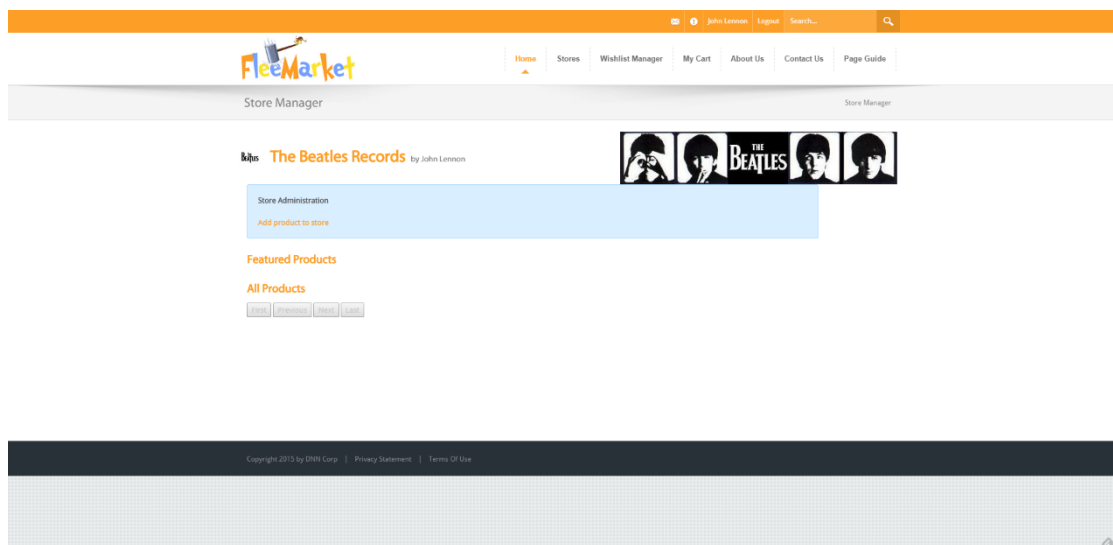 John Lennon Logout Search...
FleeMarket
Home Stores Wishlist Manager My Cart About Us Contact Us Page Guide
Store Manager Store Manager
Beatles The Beatles Records by John Lennon
THE
BEATLES
Store Administration
Add product to store
Featured Products
All Products
First Previous Next Last
Copyright 2015 by DNN Corp | Privacy Statement | Terms Of Use